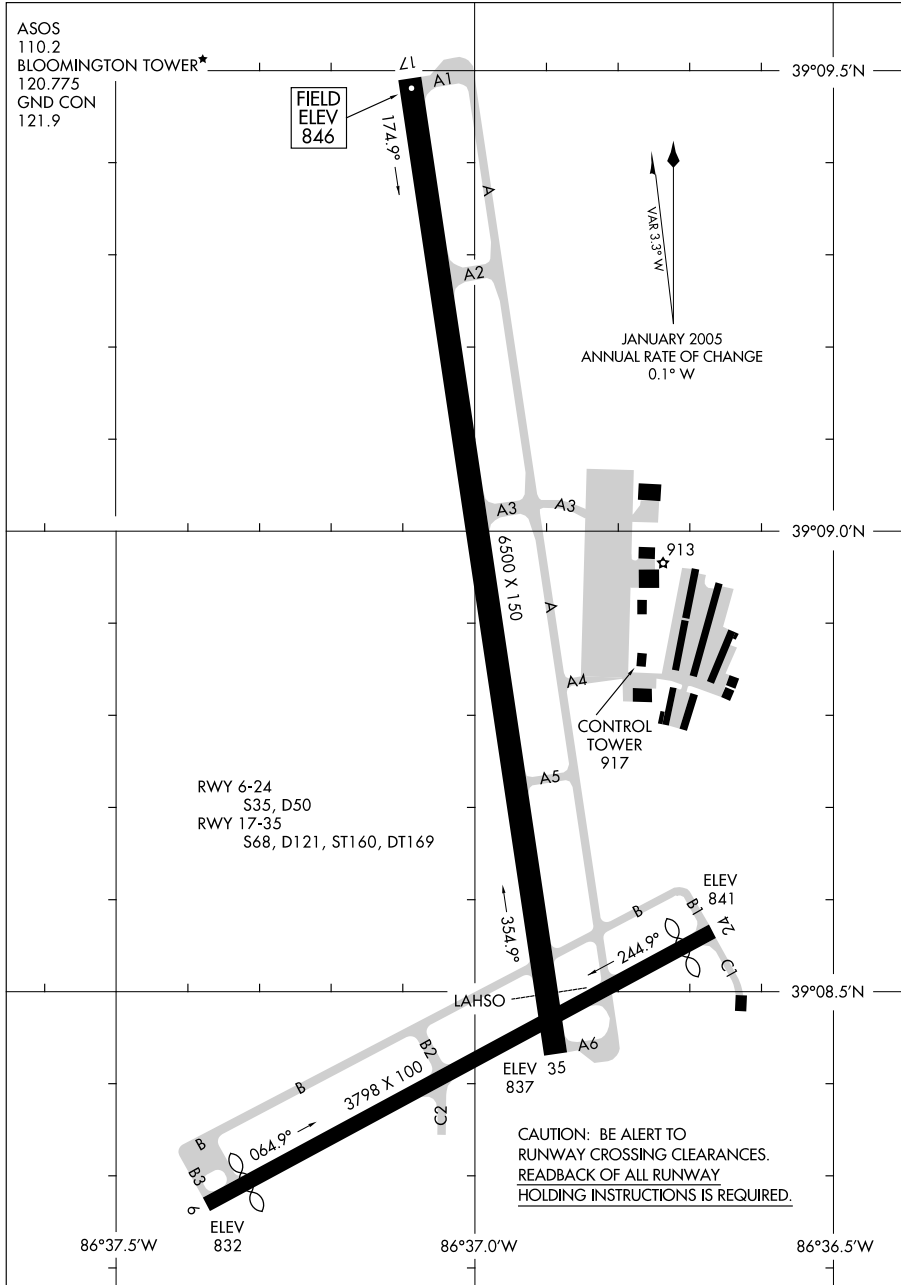 ASOS
110.2
BLOOMINGTON TOWER★
120.775
GND CON
121.9
17
A1
39°09.5'N
FIELD
ELEV
846
174.9°
A
VAR 3.3° W
A2
JANUARY 2005
ANNUAL RATE OF CHANGE
0.1° W
A3
A3
39°09.0'N
6500 X 150
913
A
A4
CONTROL
TOWER
917
A5
RWY 6-24
S35, D50
RWY 17-35
S68, D121, ST160, DT169
ELEV
841
B
B1
24
354.9°
244.9°
C1
LAHSO
39°08.5'N
A6
B2
ELEV 35
837
3798 X 100
B
C2
B
064.9°
B3
6
CAUTION: BE ALERT TO
RUNWAY CROSSING CLEARANCES.
READBACK OF ALL RUNWAY
HOLDING INSTRUCTIONS IS REQUIRED.
ELEV
832
86°37.5'W
86°37.0'W
86°36.5'W